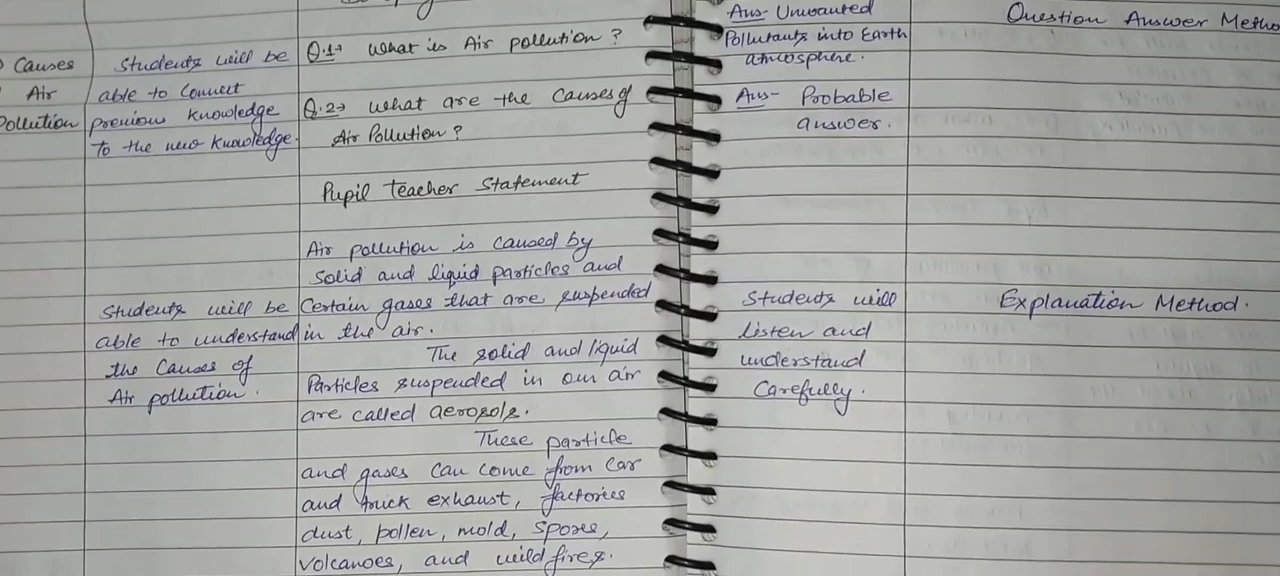 Causes
Air
Pollution
Students will be
able to Connect
previous knowledge
to the new knowledge.
Q.1→ What is Air pollution?
Q.2→ What are the causes of
Air Pollution?
Pupil teacher Statement
Air pollution is caused by
solid and liquid particles and
Certain gases that are suspended
in the air.
The solid and liquid
Particles suspended in our air
are called aerosols.
These particle
and gases can come from car
and truck exhaust, factories
dust, pollen, mold, spores,
volcanoes, and wildfires.
Students will be
able to understand
the Causes of
Air pollution.
Ans- Unwanted
Pollutants into Earth
atmosphere.
Ans- Probable
answer.
Students will
listen and
understand
Carefully.
Question Answer Metho
Explanation Method.